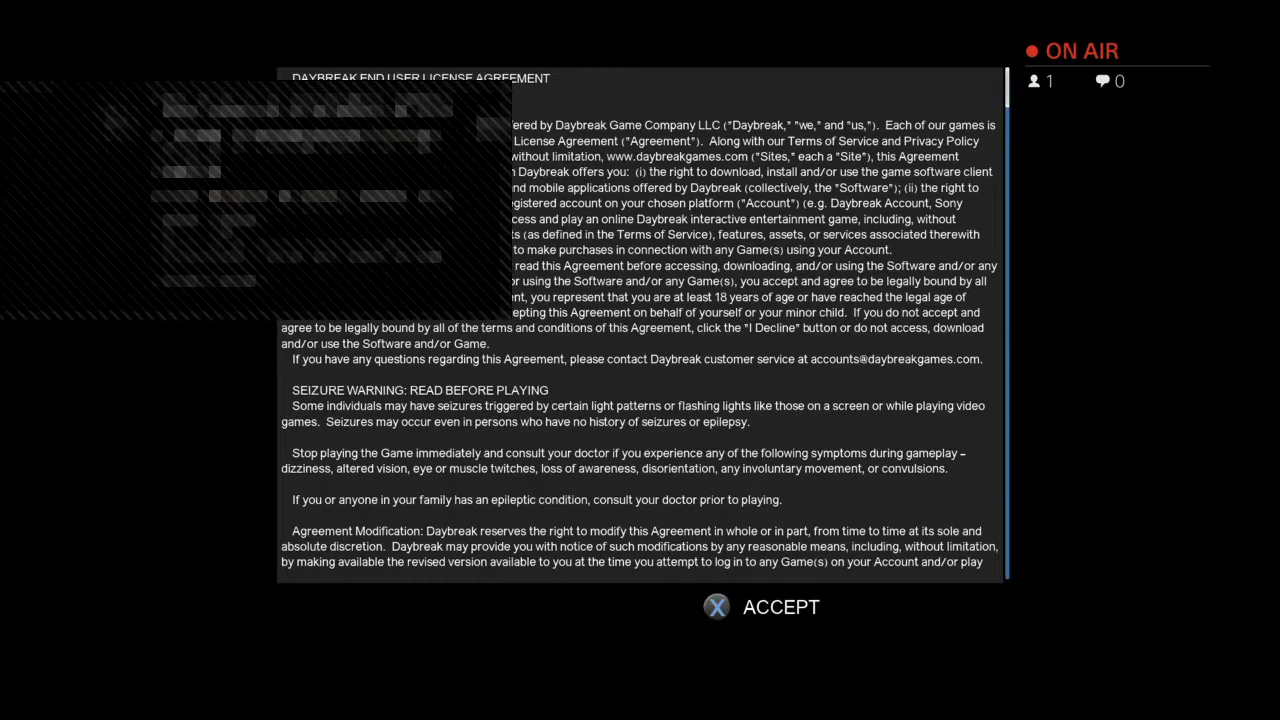 ON AIR
1 0
DAYBREAK END USER LICENSE AGREEMENT
by Daybreak Game Company LLC ("Daybreak," "we," and "us,"). Each of our games is
License Agreement ("Agreement"). Along with our Terms of Service and Privacy Policy
without limitation, www.daybreakgames.com ("Sites," each a "Site"), this Agreement
Daybreak offers you: (i) the right to download, install and/or use the game software client
mobile applications offered by Daybreak (collectively, the "Software"); (ii) the right to
account on your chosen platform ("Account") (e.g. Daybreak Account, Sony
and play an online Daybreak interactive entertainment game, including, without
(as defined in the Terms of Service), features, assets, or services associated therewith
to make purchases in connection with any Game(s) using your Account.
read this Agreement before accessing, downloading, and/or using the Software and/or any
or using the Software and/or any Game(s), you accept and agree to be legally bound by all
you represent that you are at least 18 years of age or have reached the legal age of
this Agreement on behalf of yourself or your minor child. If you do not accept and
agree to be legally bound by all of the terms and conditions of this Agreement, click the "I Decline" button or do not access, download
and/or use the Software and/or Game.
If you have any questions regarding this Agreement, please contact Daybreak customer service at accounts@daybreakgames.com.
SEIZURE WARNING: READ BEFORE PLAYING
Some individuals may have seizures triggered by certain light patterns or flashing lights like those on a screen or while playing video
games. Seizures may occur even in persons who have no history of seizures or epilepsy.
Stop playing the Game immediately and consult your doctor if you experience any of the following symptoms during gameplay –
dizziness, altered vision, eye or muscle twitches, loss of awareness, disorientation, any involuntary movement, or convulsions.
If you or anyone in your family has an epileptic condition, consult your doctor prior to playing.
Agreement Modification: Daybreak reserves the right to modify this Agreement in whole or in part, from time to time at its sole and
absolute discretion. Daybreak may provide you with notice of such modifications by any reasonable means, including, without limitation,
by making available the revised version available to you at the time you attempt to log in to any Game(s) on your Account and/or play
X ACCEPT